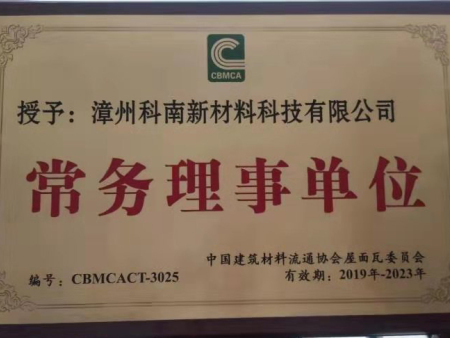 CBMCA
授予：漳州科南新材料科技有限公司
常务理事单位
中国建筑材料流通协会屋面瓦委员会
编号：CBMCACT-3025
有效期：2019年-2023年